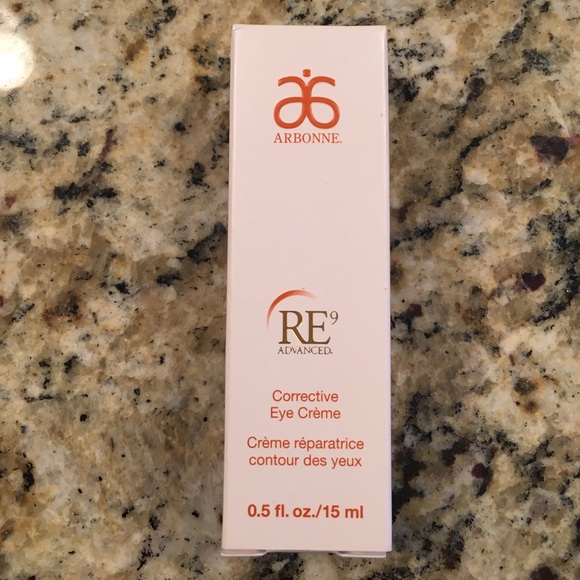 ARBONNE.
RE⁹
ADVANCED.
Corrective
Eye Crème
Crème réparatrice
contour des yeux
0.5 fl. oz./15 ml